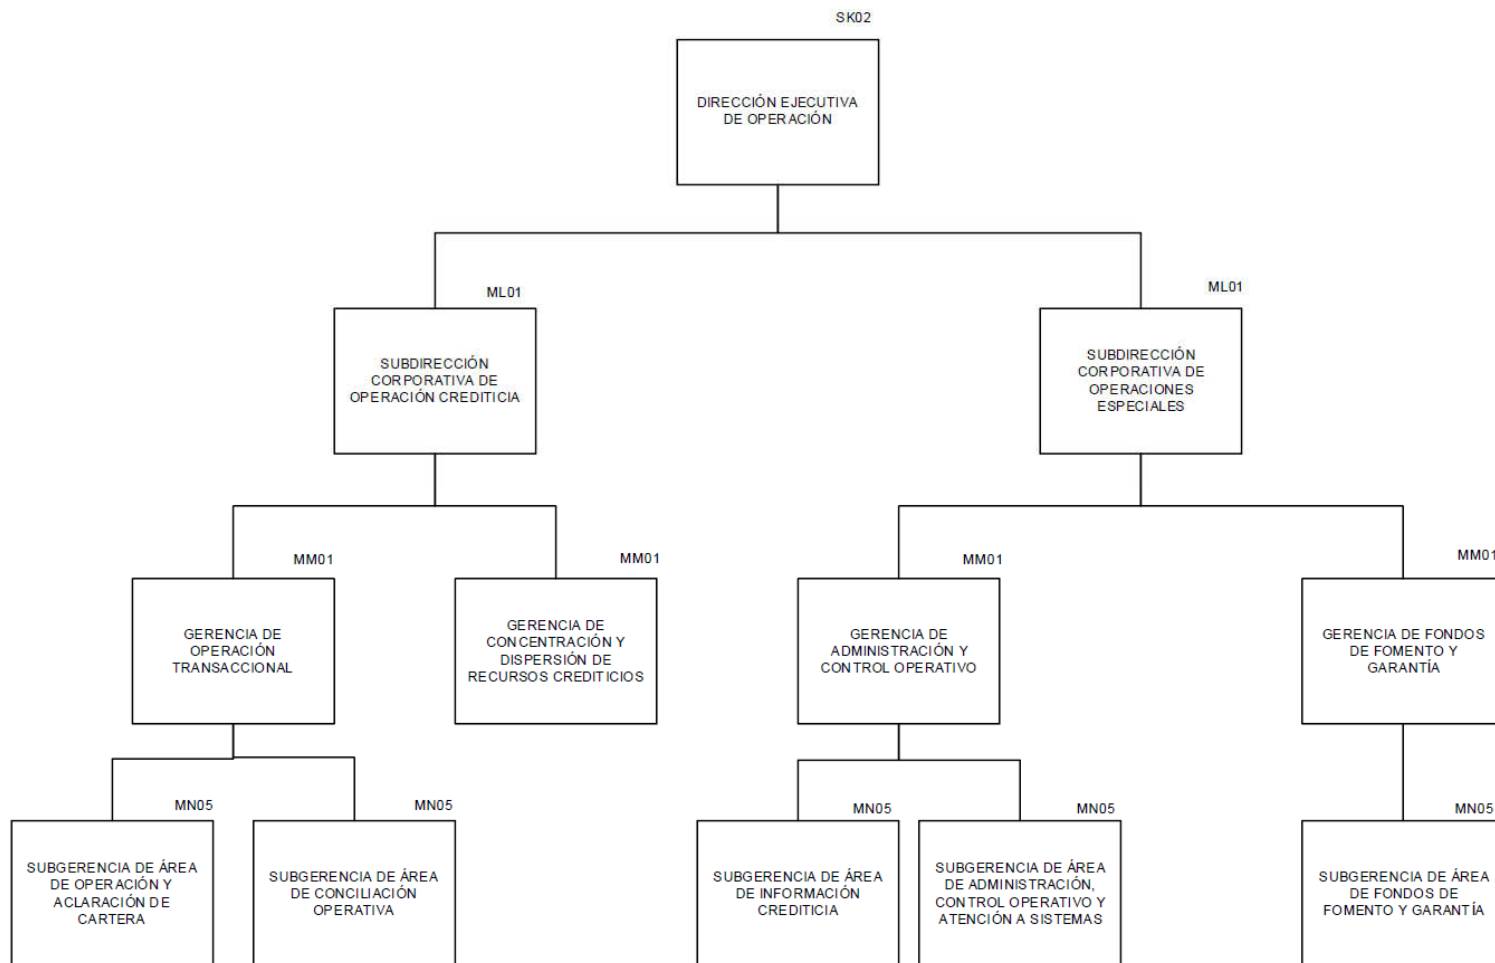 SK02
DIRECCIÓN EJECUTIVA
DE OPERACIÓN
ML01
SUBDIRECCIÓN
CORPORATIVA DE
OPERACIÓN CREDITICIA
ML01
SUBDIRECCIÓN
CORPORATIVA DE
OPERACIONES
ESPECIALES
MM01
GERENCIA DE
OPERACIÓN
TRANSACCIONAL
MM01
GERENCIA DE
CONCENTRACIÓN Y
DISPERSIÓN DE
RECURSOS CREDITICIOS
MM01
GERENCIA DE
ADMINISTRACIÓN Y
CONTROL OPERATIVO
MM01
GERENCIA DE FONDOS
DE FOMENTO Y
GARANTÍA
MN05
SUBGERENCIA DE ÁREA
DE OPERACIÓN Y
ACLARACIÓN DE
CARTERA
MN05
SUBGERENCIA DE ÁREA
DE CONCILIACIÓN
OPERATIVA
MN05
SUBGERENCIA DE ÁREA
DE INFORMACIÓN
CREDITICIA
MN05
SUBGERENCIA DE ÁREA
DE ADMINISTRACIÓN,
CONTROL OPERATIVO Y
ATENCIÓN A SISTEMAS
MN05
SUBGERENCIA DE ÁREA
DE FONDOS DE
FOMENTO Y GARANTÍA